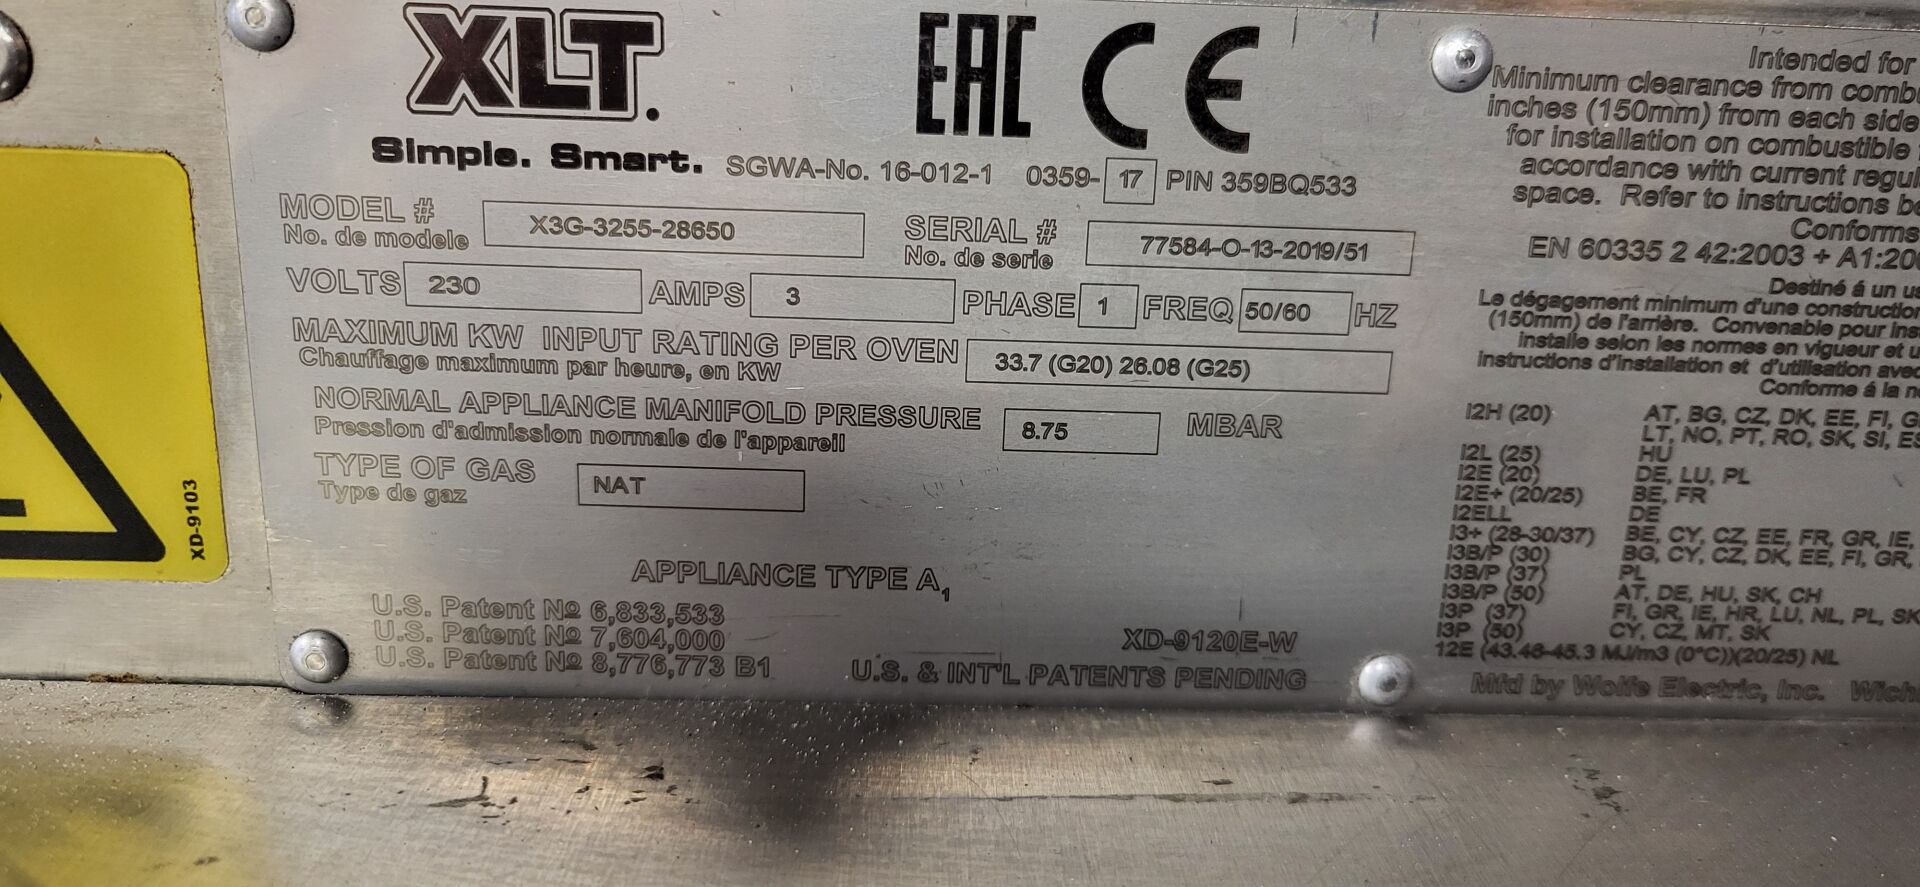 XLT.
Simple. Smart.
EAC CE
SGWA-No. 16-012-1 0359- 17 PIN 359BQ533
MODEL # X3G-3255-28650 SERIAL # 77584-O-13-2019/51
No. de modele No. de serie
VOLTS 230 AMPS 3 PHASE 1 FREQ 50/60 HZ
MAXIMUM KW INPUT RATING PER OVEN 33.7 (G20) 26.08 (G25)
Chauffage maximum par heure, en KW
NORMAL APPLIANCE MANIFOLD PRESSURE 8.75 MBAR
Pression d'admission normale de l'appareil
TYPE OF GAS NAT
Type de gaz
APPLIANCE TYPE A1
U.S. Patent № 6,833,533
U.S. Patent № 7,604,000
U.S. Patent № 8,776,773 B1
XD-9120E-W
U.S. & INT'L PATENTS PENDING
XD-9103
Intended for
Minimum clearance from
inches (150mm) from each side
for installation on combustible
accordance with current
space. Refer to instructions
Conforms
EN 60335 2 42:2003 +
Destiné á un
Le dégagement minimum d'une
(150mm) de l'arrière. Convenable pour
installe selon les normes en vigueur et
instructions d'installation et d'utilisation
Conforme á la
I2H (20) AT, BG, CZ, DK, EE, FI,
LT, NO, PT, RO, SK, SI,
I2L (25) HU
I2E (20) DE, LU, PL
I2E+ (20/25) BE, FR
I2ELL DE
I3+ (28-30/37) BE, CY, CZ, EE, FR, GR, IE,
I3B/P (30) BG, CY, CZ, DK, EE, FI, GR,
I3B/P (37) PL
I3B/P (50) AT, DE, HU, SK, CH
I3P (37) FI, GR, IE, HR, LU, NL, PL, SK
I3P (50) CY, CZ, MT, SK
12E (43.46-45.3 MJ/m3 (0°C))(20/25) NL
Mfd by Wolfe Electric, Inc.